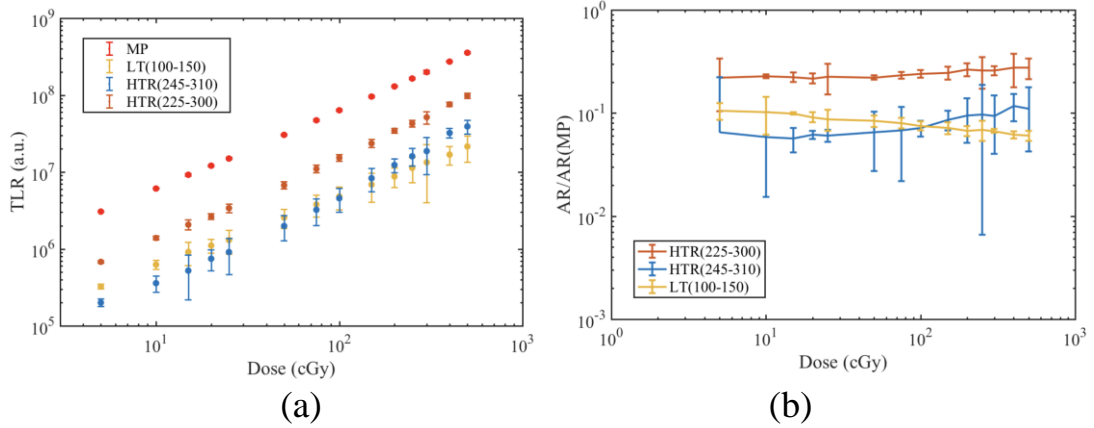 10^9
10^8
10^7
10^6
10^5
TLR (a.u.)
MP
LT(100-150)
HTR(245-310)
HTR(225-300)
10^1
10^2
10^3
Dose (cGy)
(a)
10^0
10^-1
10^-2
10^-3
AR/AR(MP)
HTR(225-300)
HTR(245-310)
LT(100-150)
10^0
10^1
10^2
10^3
Dose (cGy)
(b)